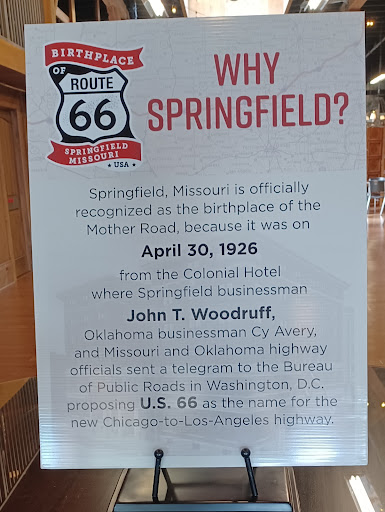 BIRTHPLACE
OF
ROUTE
66
SPRINGFIELD
MISSOURI
USA
WHY
SPRINGFIELD?
Springfield, Missouri is officially
recognized as the birthplace of the
Mother Road, because it was on
April 30, 1926
from the Colonial Hotel
where Springfield businessman
John T. Woodruff,
Oklahoma businessman Cy Avery,
and Missouri and Oklahoma highway
officials sent a telegram to the Bureau
of Public Roads in Washington, D.C.
proposing U.S. 66 as the name for the
new Chicago-to-Los-Angeles highway.